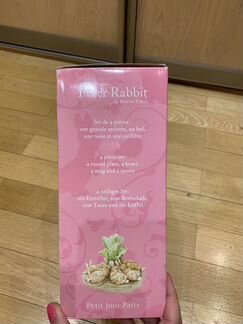 Peter Rabbit
by Beatrix Potter
Set de 4 pièces:
une grande assiette, un bol,
une tasse et une cuillère
4 piece set:
a round plate, a bowl,
a mug and a spoon
4-teiliges Set:
ein Essteller, eine Breischale,
eine Tasse und ein Löffel
Petit Jour Paris